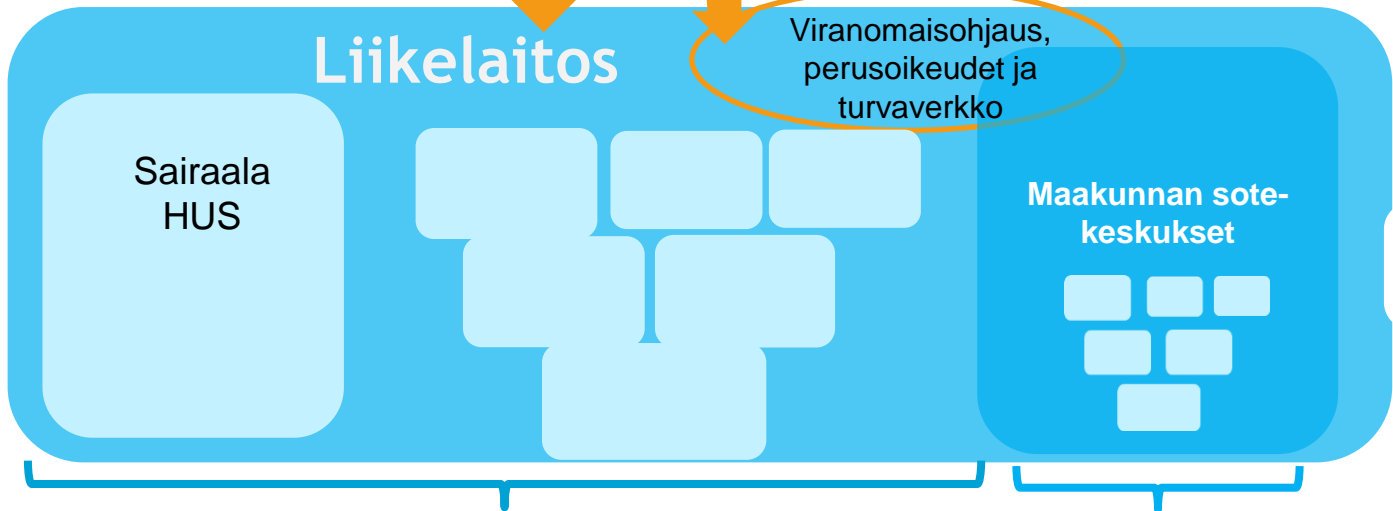 Liikelaitos
Viranomaisohjaus,
perusoikeudet ja
turvaverkko
Sairaala
HUS
Maakunnan sote-
keskukset